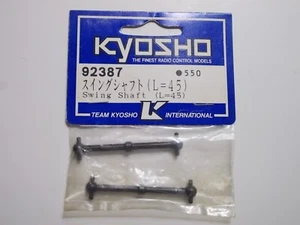 KYOSHO
THE FINEST RADIO CONTROL MODELS
92387 ●550
スイングシャフト(L=45)
Swing Shaft (L=45)
TEAM KYOSHO INTERNATIONAL